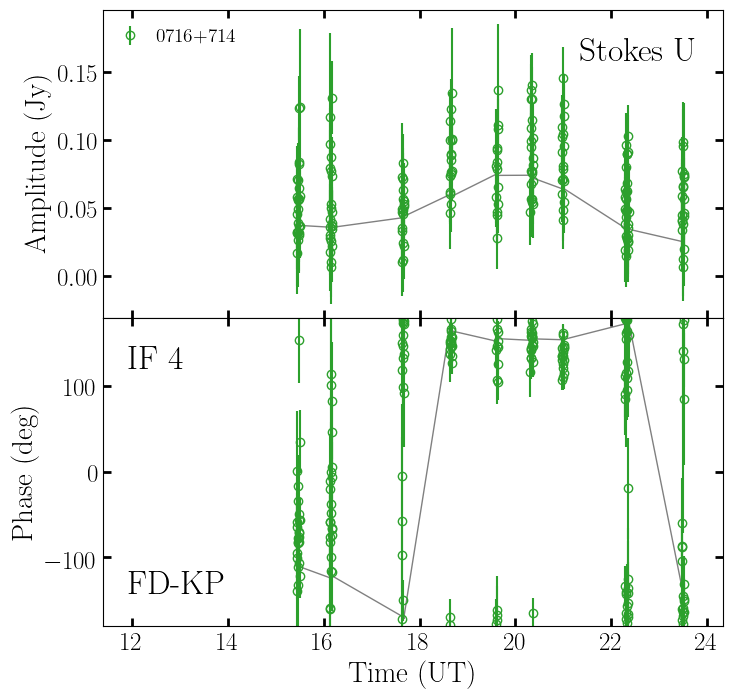 0716+714
Stokes U
0.15
0.10
0.05
0.00
Amplitude (Jy)
IF 4
100
0
−100
Phase (deg)
FD-KP
12 14 16 18 20 22 24
Time (UT)